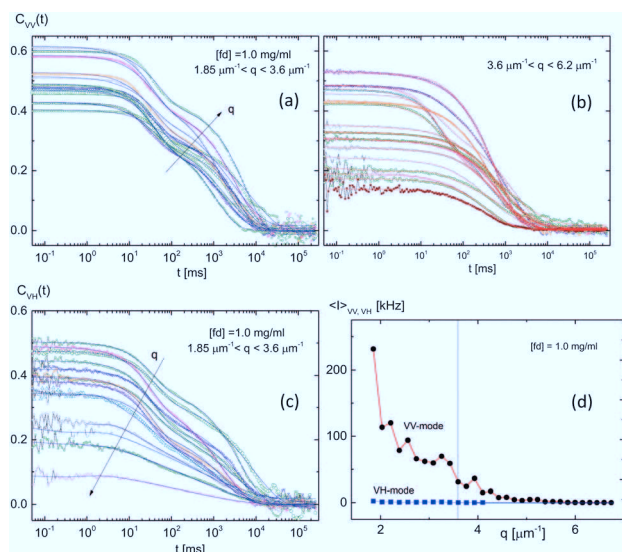 C_VV(t)
[fd] = 1.0 mg/ml
1.85 μm⁻¹< q < 3.6 μm⁻¹
(a)
q
0.6
0.4
0.2
0.0
10⁻¹ 10⁰ 10¹ 10² 10³ 10⁴ 10⁵
t [ms]
3.6 μm⁻¹< q < 6.2 μm⁻¹
(b)
10⁻¹ 10⁰ 10¹ 10² 10³ 10⁴ 10⁵
t [ms]
C_VH(t)
[fd] =1.0 mg/ml
1.85 μm⁻¹< q < 3.6 μm⁻¹
q
(c)
0.6
0.4
0.2
0.0
10⁻¹ 10⁰ 10¹ 10² 10³ 10⁴ 10⁵
t [ms]
<I>_VV, VH [kHz]
[fd] = 1.0 mg/ml
(d)
200
100
0
VV-mode
VH-mode
2 4 6
q [μm⁻¹]